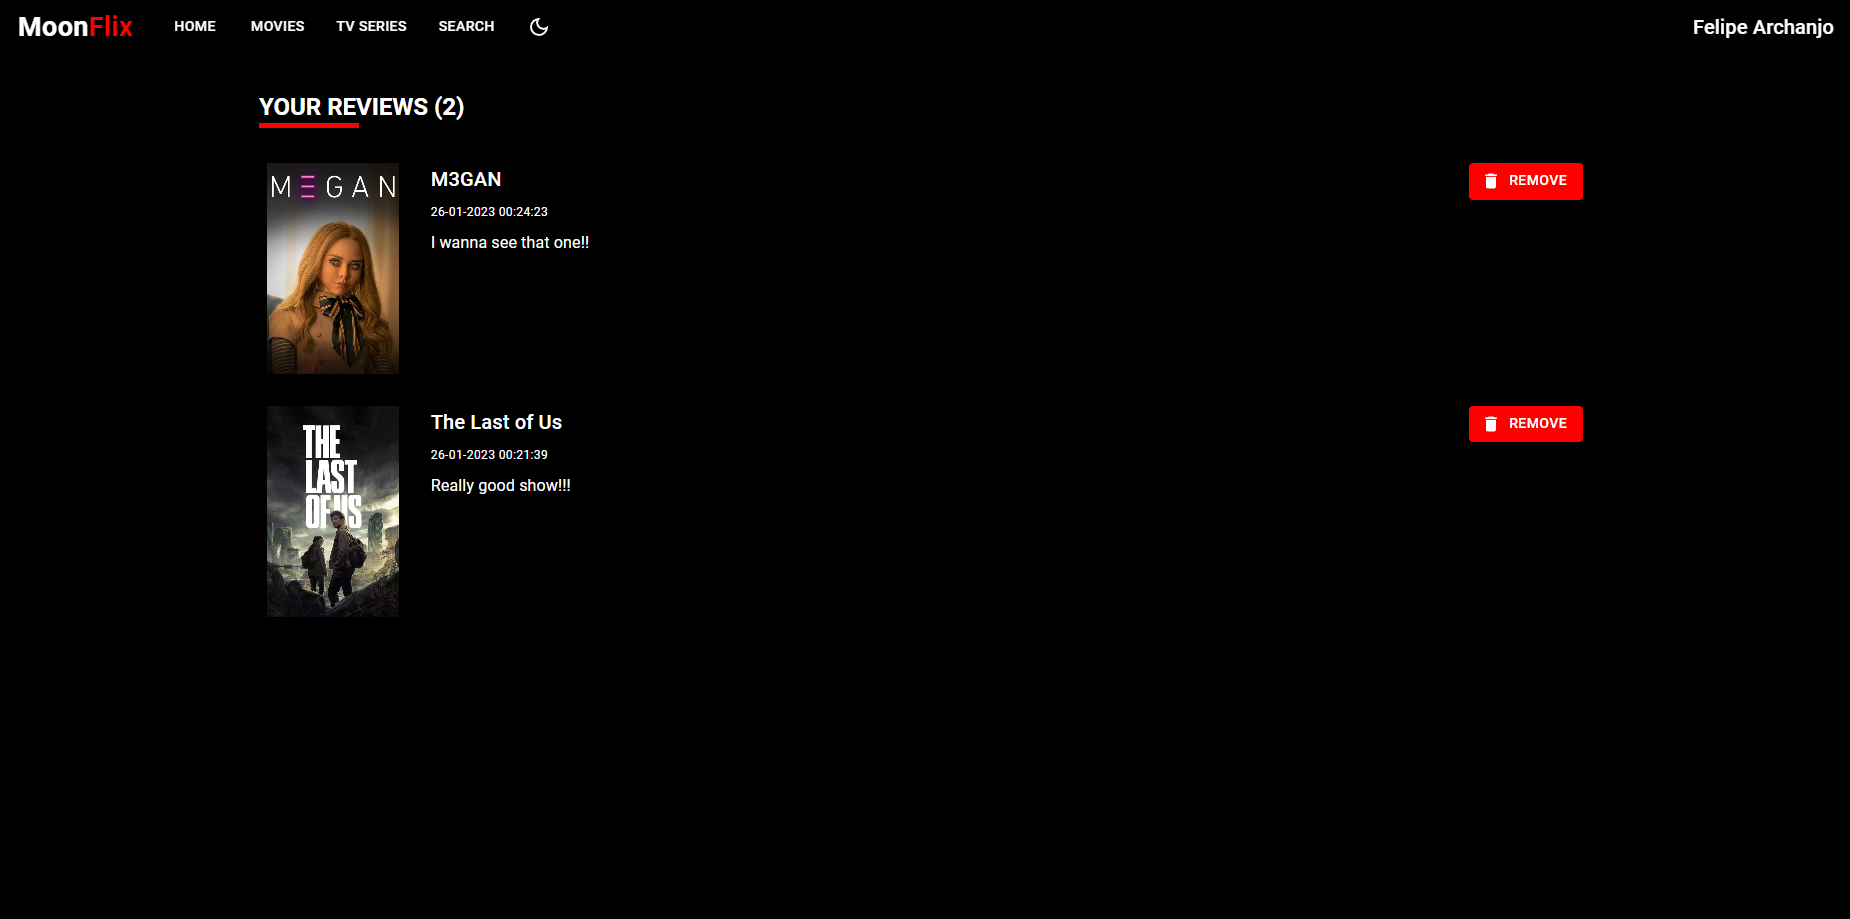 MoonFlix HOME MOVIES TV SERIES SEARCH Felipe Archanjo
YOUR REVIEWS (2)
M3GAN
M3GAN
26-01-2023 00:24:23
I wanna see that one!!
REMOVE
THE
LAST
OF US
The Last of Us
26-01-2023 00:21:39
Really good show!!!
REMOVE